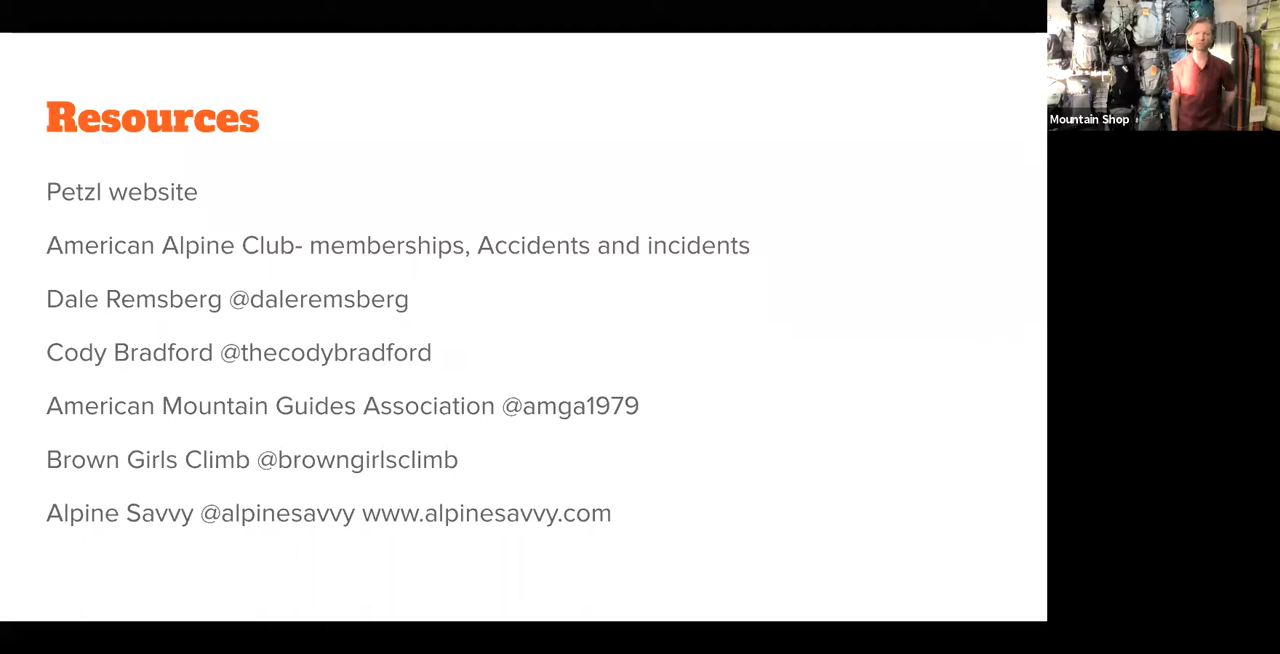 Resources
Petzl website
American Alpine Club- memberships, Accidents and incidents
Dale Remsberg @daleremsberg
Cody Bradford @thecodybradford
American Mountain Guides Association @amga1979
Brown Girls Climb @browngirlsclimb
Alpine Savvy @alpinesavvy www.alpinesavvy.com
Mountain Shop